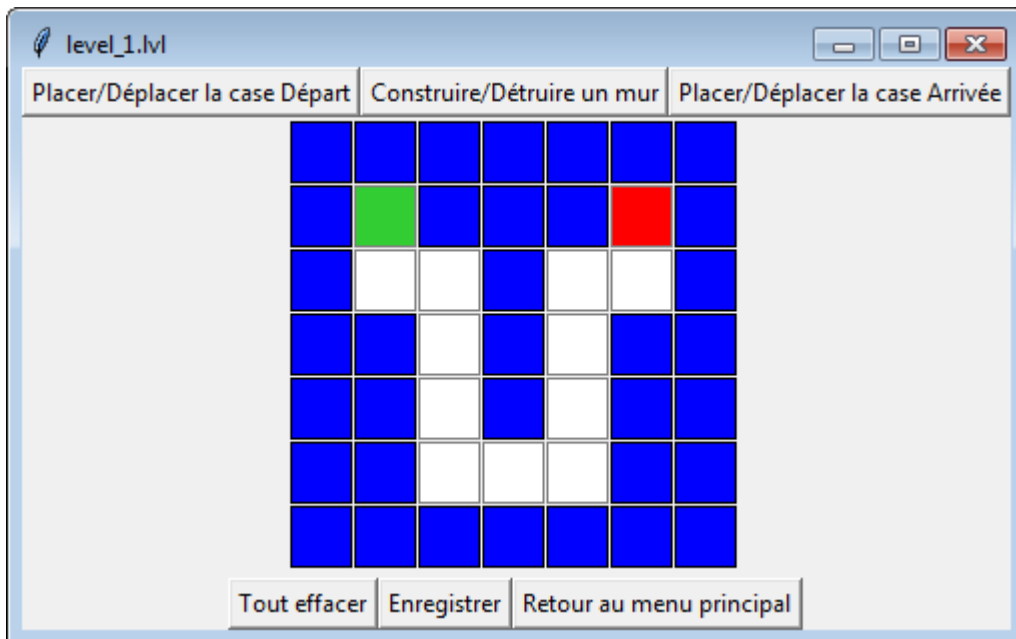 level_1.lvl
Placer/Déplacer la case Départ Construire/Détruire un mur Placer/Déplacer la case Arrivée
Tout effacer Enregistrer Retour au menu principal